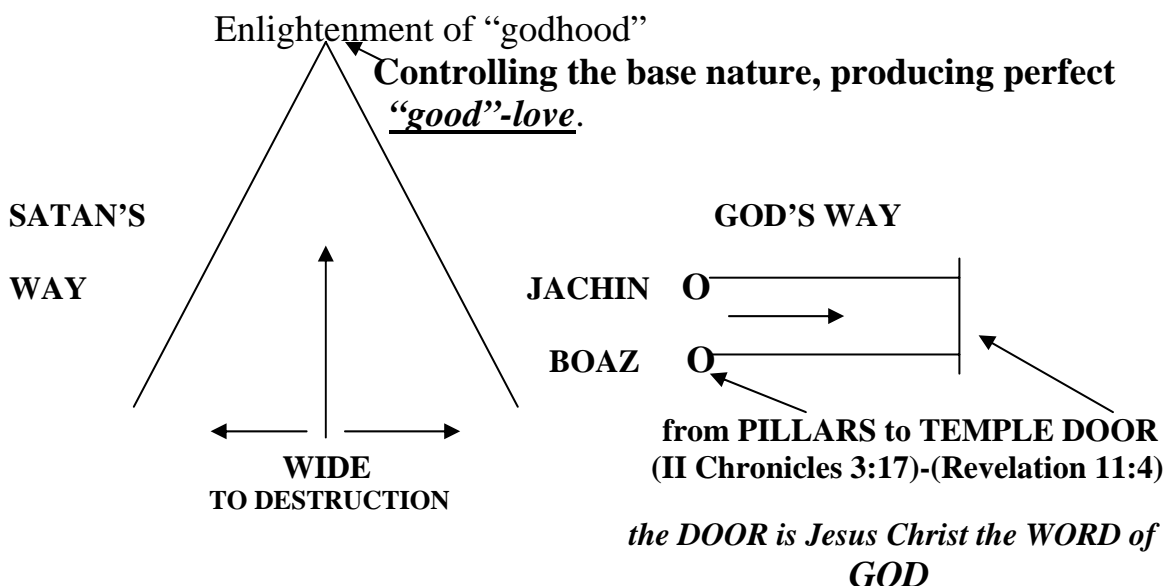 Enlightenment of “godhood”
Controlling the base nature, producing perfect
“good”-love.
SATAN’S
WAY
WIDE
TO DESTRUCTION
GOD’S WAY
JACHIN O
BOAZ O
from PILLARS to TEMPLE DOOR
(II Chronicles 3:17)-(Revelation 11:4)
the DOOR is Jesus Christ the WORD of
GOD